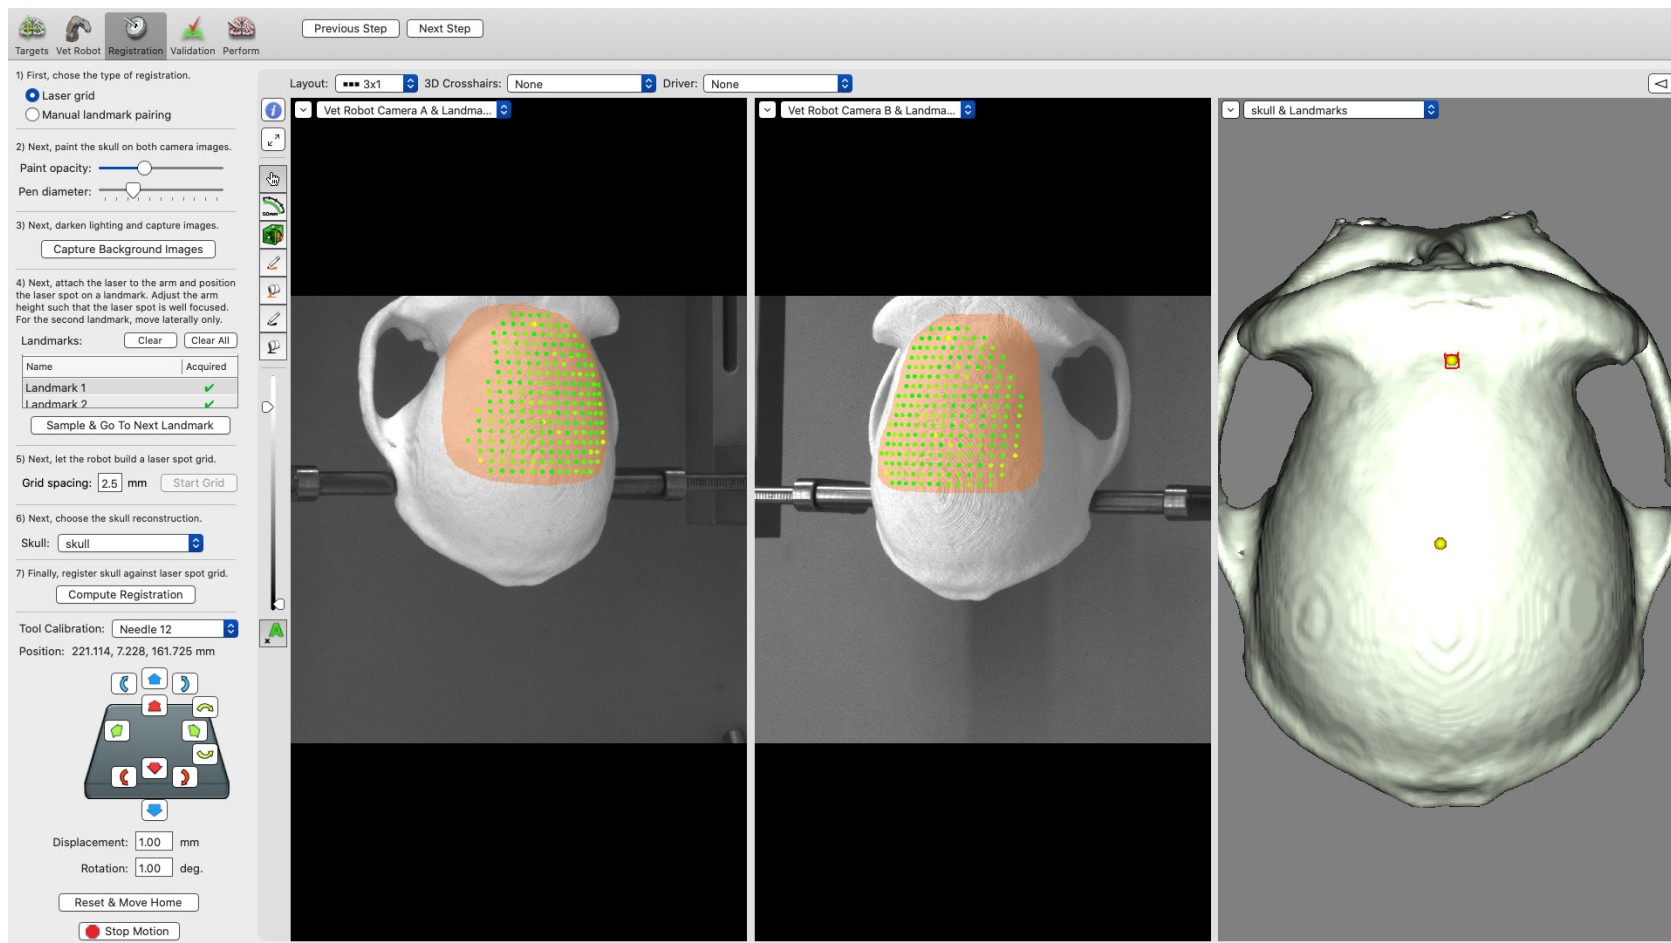 Previous Step
Next Step
Targets
Vet Robot
Registration
Validation
Perform
1) First, chose the type of registration.
Laser grid
Manual landmark pairing
2) Next, paint the skull on both camera images.
Paint opacity:
Pen diameter:
3) Next, darken lighting and capture images.
Capture Background Images
4) Next, attach the laser to the arm and position
the laser spot on a landmark. Adjust the arm
height such that the laser spot is well focused.
For the second landmark, move laterally only.
Landmarks:
Clear
Clear All
Name
Acquired
Landmark 1
Landmark 2
Sample & Go To Next Landmark
5) Next, let the robot build a laser spot grid.
Grid spacing: 2.5 mm
Start Grid
6) Next, choose the skull reconstruction.
Skull: skull
7) Finally, register skull against laser spot grid.
Compute Registration
Tool Calibration: Needle 12
Position: 221.114, 7.228, 161.725 mm
Displacement: 1.00 mm
Rotation: 1.00 deg.
Reset & Move Home
Stop Motion
Layout: 3x1
3D Crosshairs: None
Driver: None
Vet Robot Camera A & Landma...
Vet Robot Camera B & Landma...
skull & Landmarks